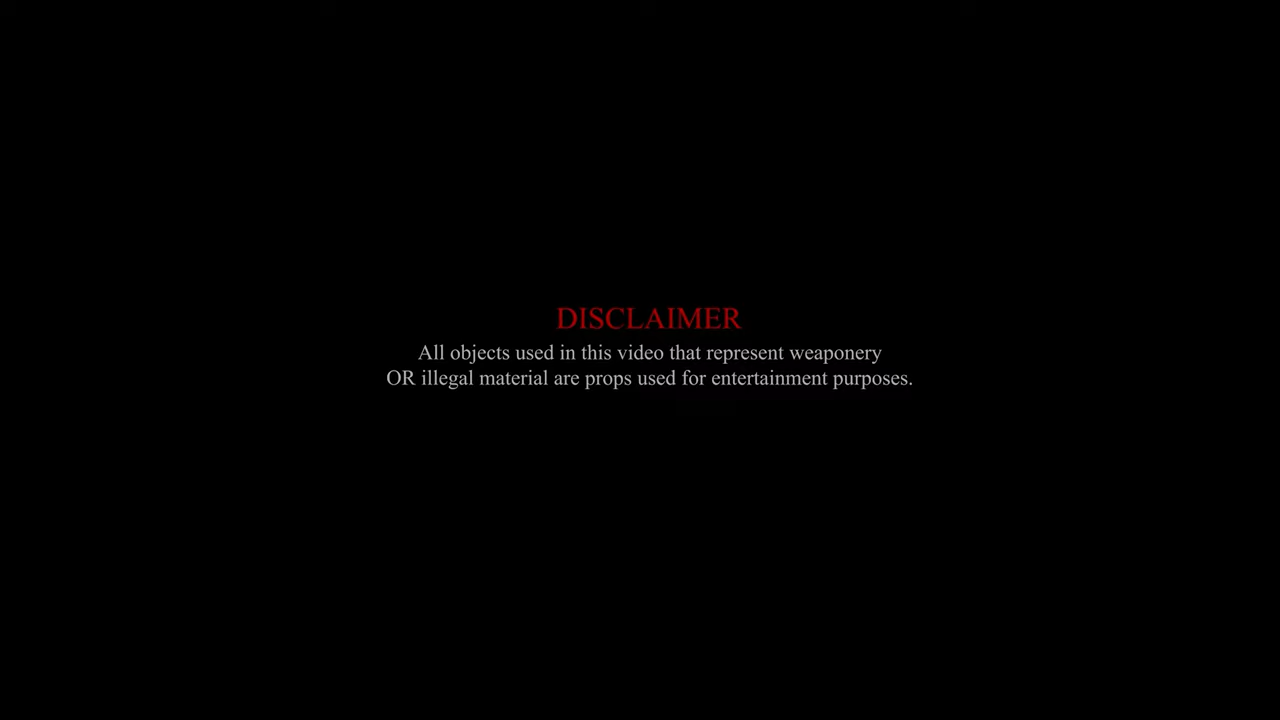 DISCLAIMER
All objects used in this video that represent weaponery
OR illegal material are props used for entertainment purposes.